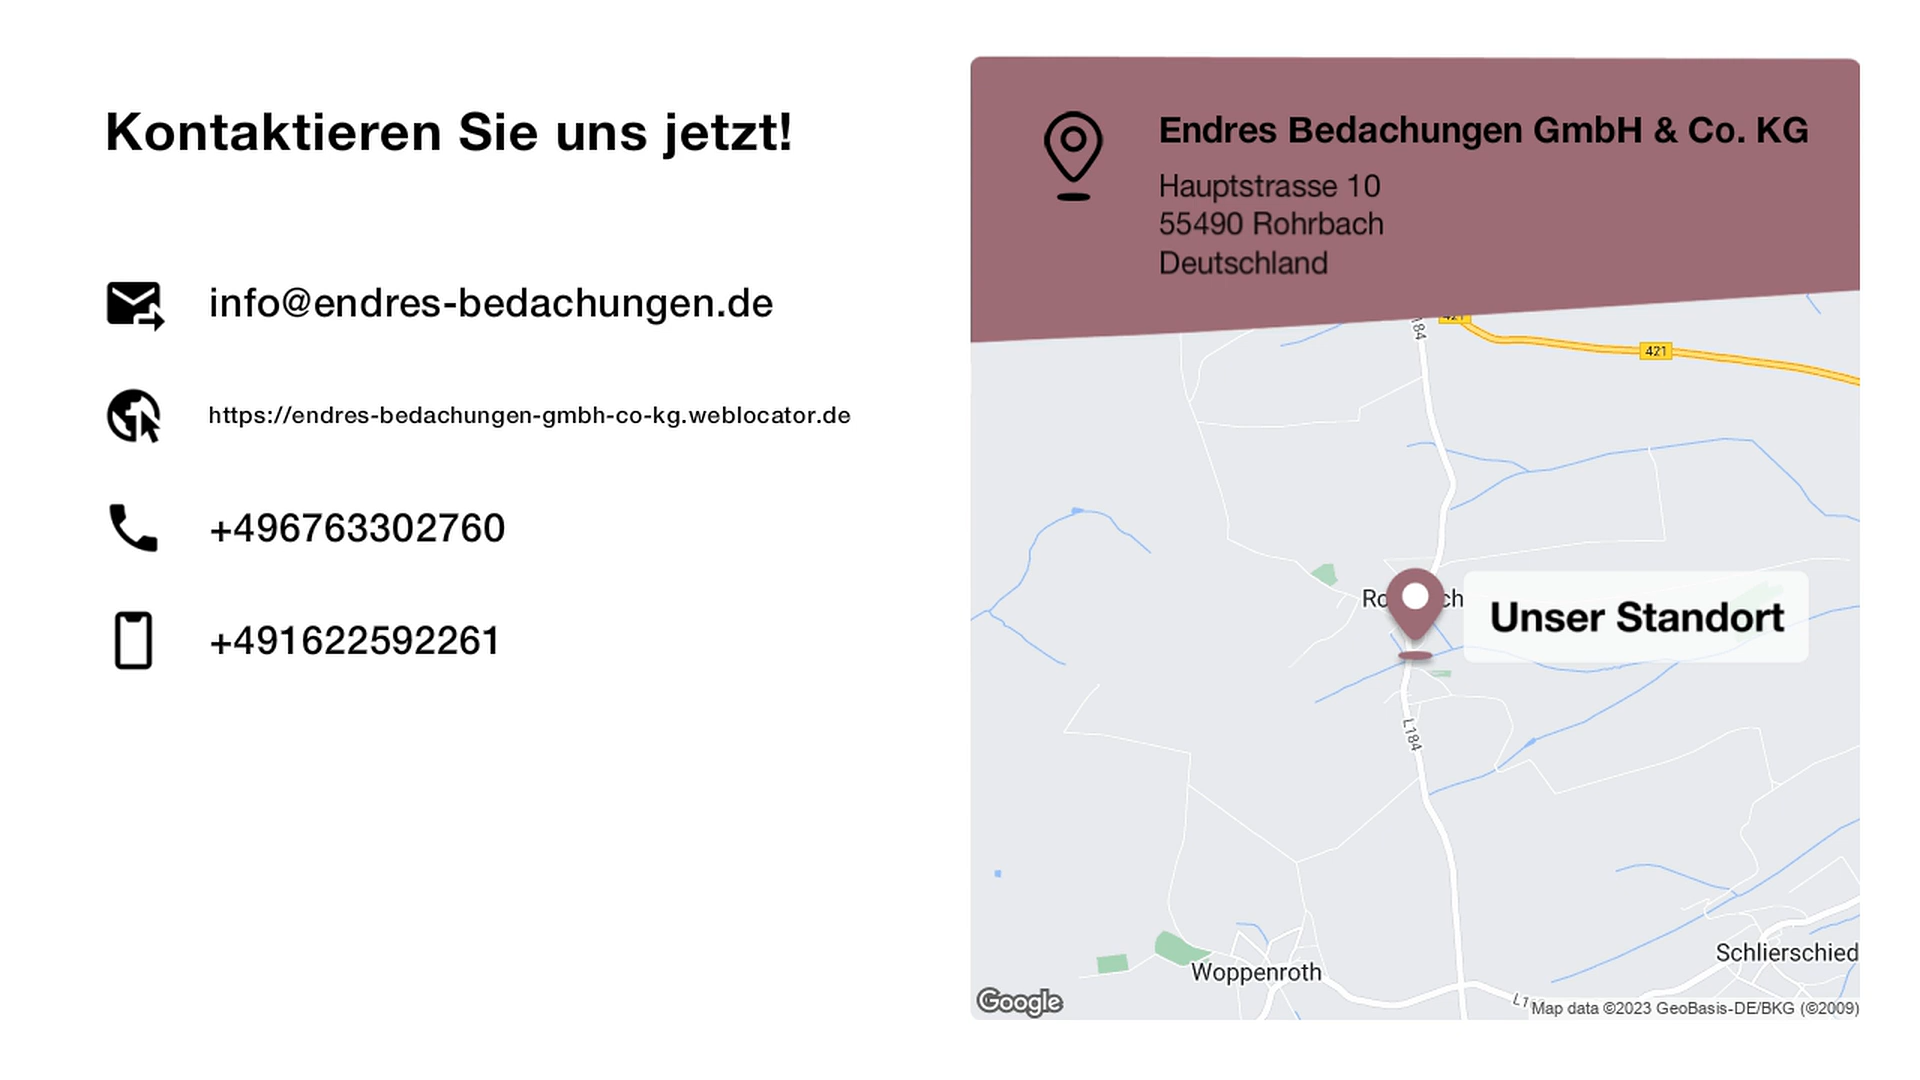 Kontaktieren Sie uns jetzt!
info@endres-bedachungen.de
https://endres-bedachungen-gmbh-co-kg.weblocator.de
+496763302760
+491622592261
Endres Bedachungen GmbH & Co. KG
Hauptstrasse 10
55490 Rohrbach
Deutschland
421
Unser Standort
L184
Woppenroth
Schlierschied
Google
Map data ©2023 GeoBasis-DE/BKG (©2009)